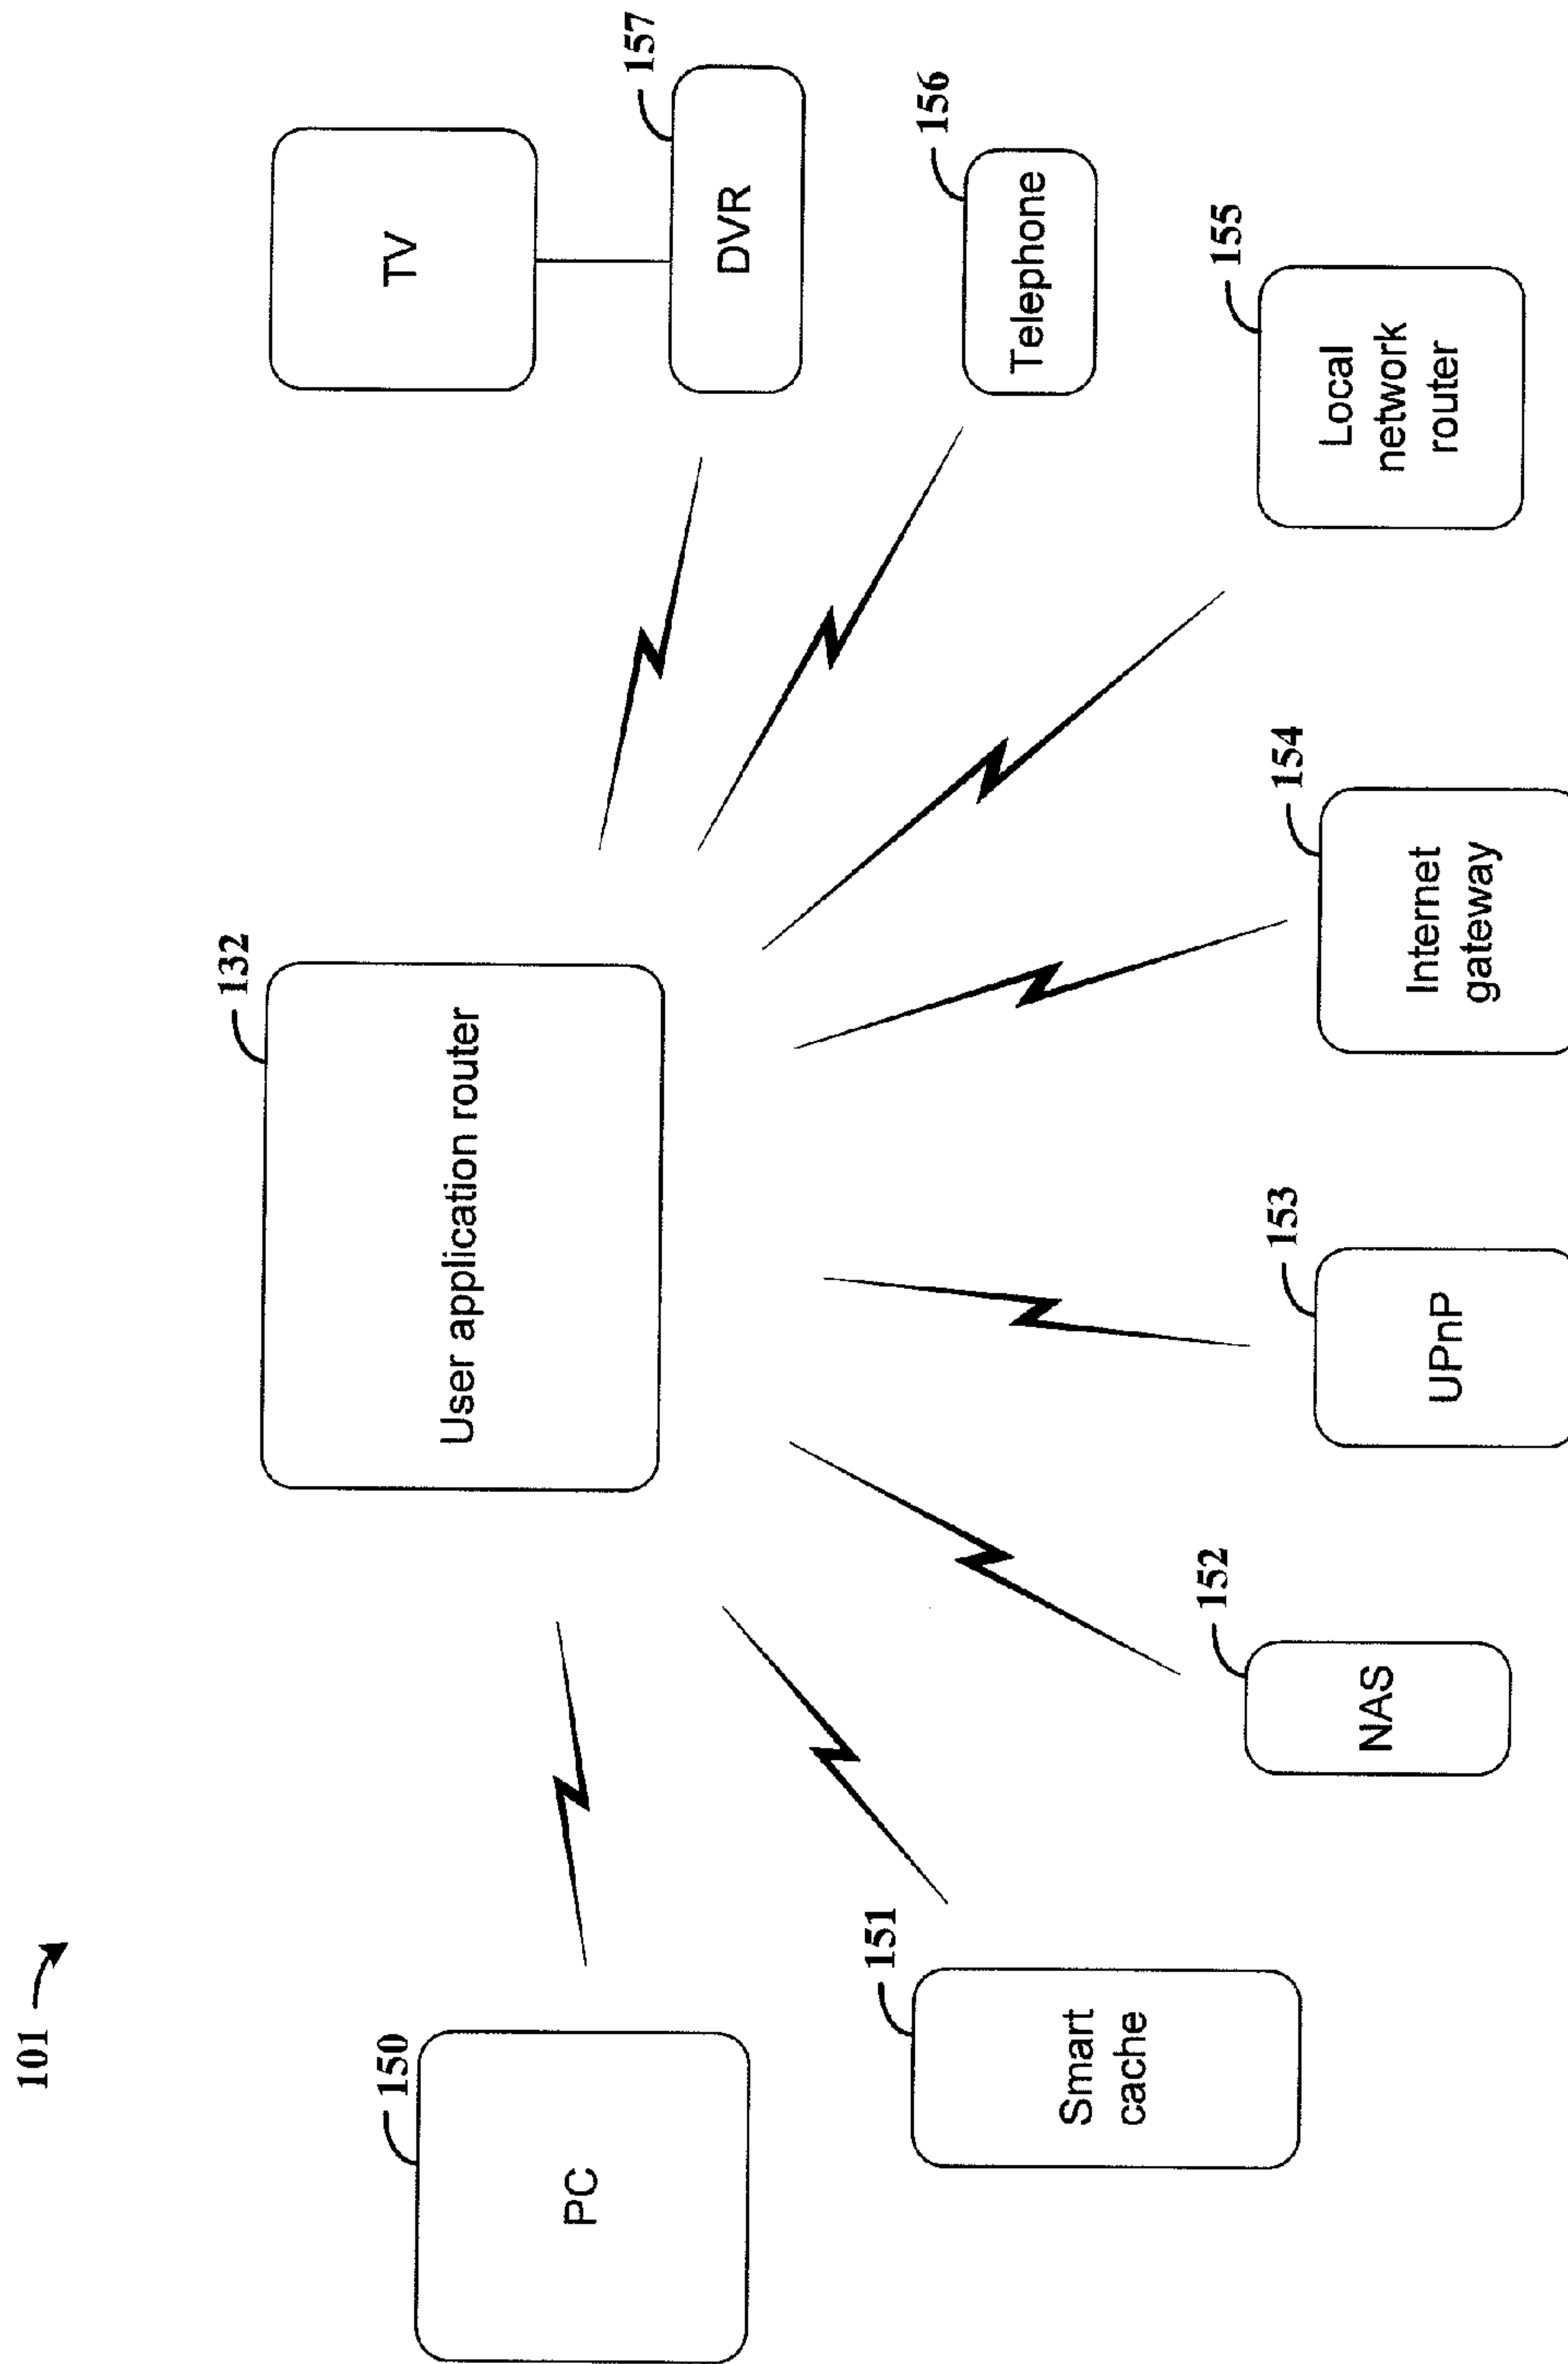 101
132
User application router
150
PC
151
Smart
cache
152
NAS
153
UPnP
154
Internet
gateway
155
Local
network
router
156
Telephone
157
DVR
TV